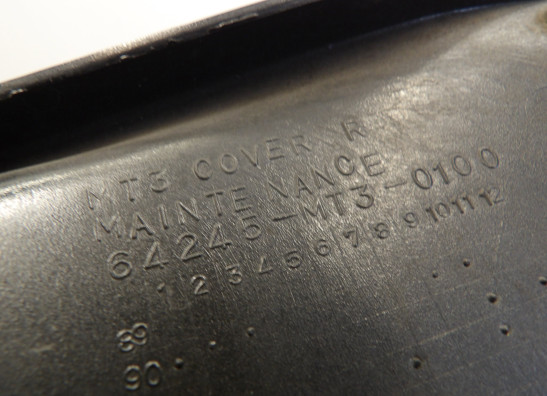 MT3 COVER R
MAINTENANCE
64245-MT3-0100
1 2 3 4 5 6 7 8 9 10 11 12
89
90